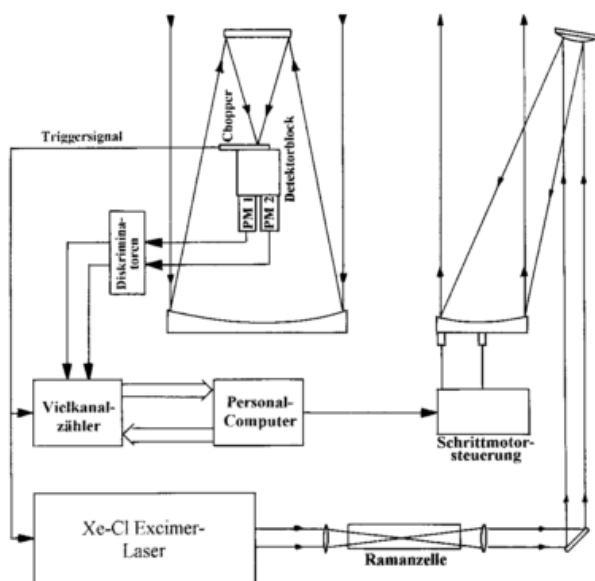 Triggersignal
Chopper
Detektorblock
PM 1
PM 2
Diskrimina-
toren
Vielkanal-
zähler
Personal-
Computer
Schrittmotor-
steuerung
Xe-Cl Excimer-
Laser
Ramanzelle